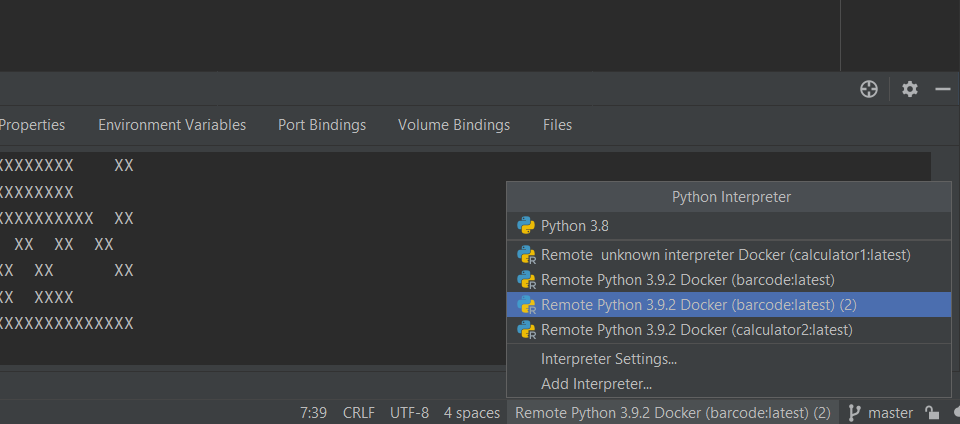 Properties Environment Variables Port Bindings Volume Bindings Files
XXXXXXXX    XX
XXXXXXXX
XXXXXXXXXX  XX
XX  XX  XX
XX  XX      XX
XX  XXXX
XXXXXXXXXXXXXX
Python Interpreter
Python 3.8
Remote  unknown interpreter Docker (calculator1:latest)
Remote Python 3.9.2 Docker (barcode:latest)
Remote Python 3.9.2 Docker (barcode:latest) (2)
Remote Python 3.9.2 Docker (calculator2:latest)
Interpreter Settings...
Add Interpreter...
7:39 CRLF UTF-8 4 spaces Remote Python 3.9.2 Docker (barcode:latest) (2) master